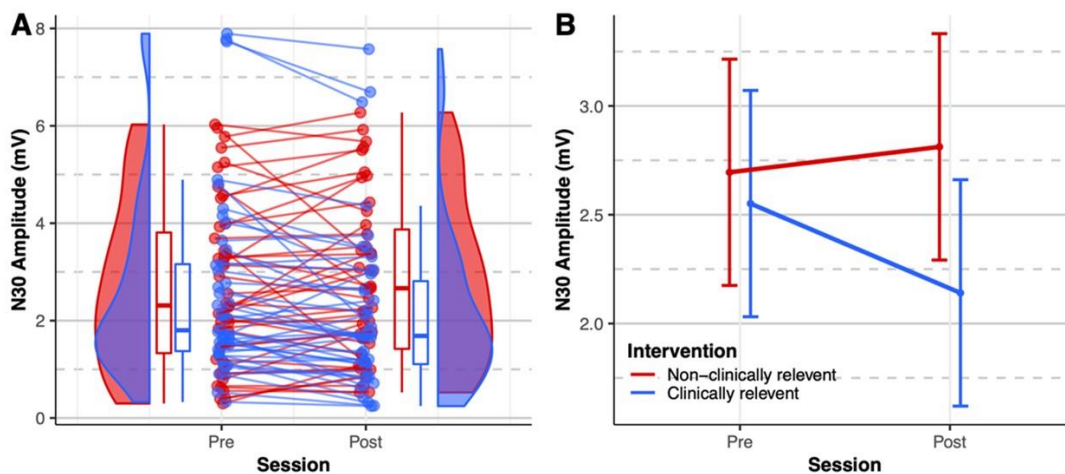 A
N30 Amplitude (mV)
8
6
4
2
0
Pre
Post
Session
B
N30 Amplitude (mV)
3.0
2.5
2.0
Intervention
Non-clinically relevent
Clinically relevent
Pre
Post
Session